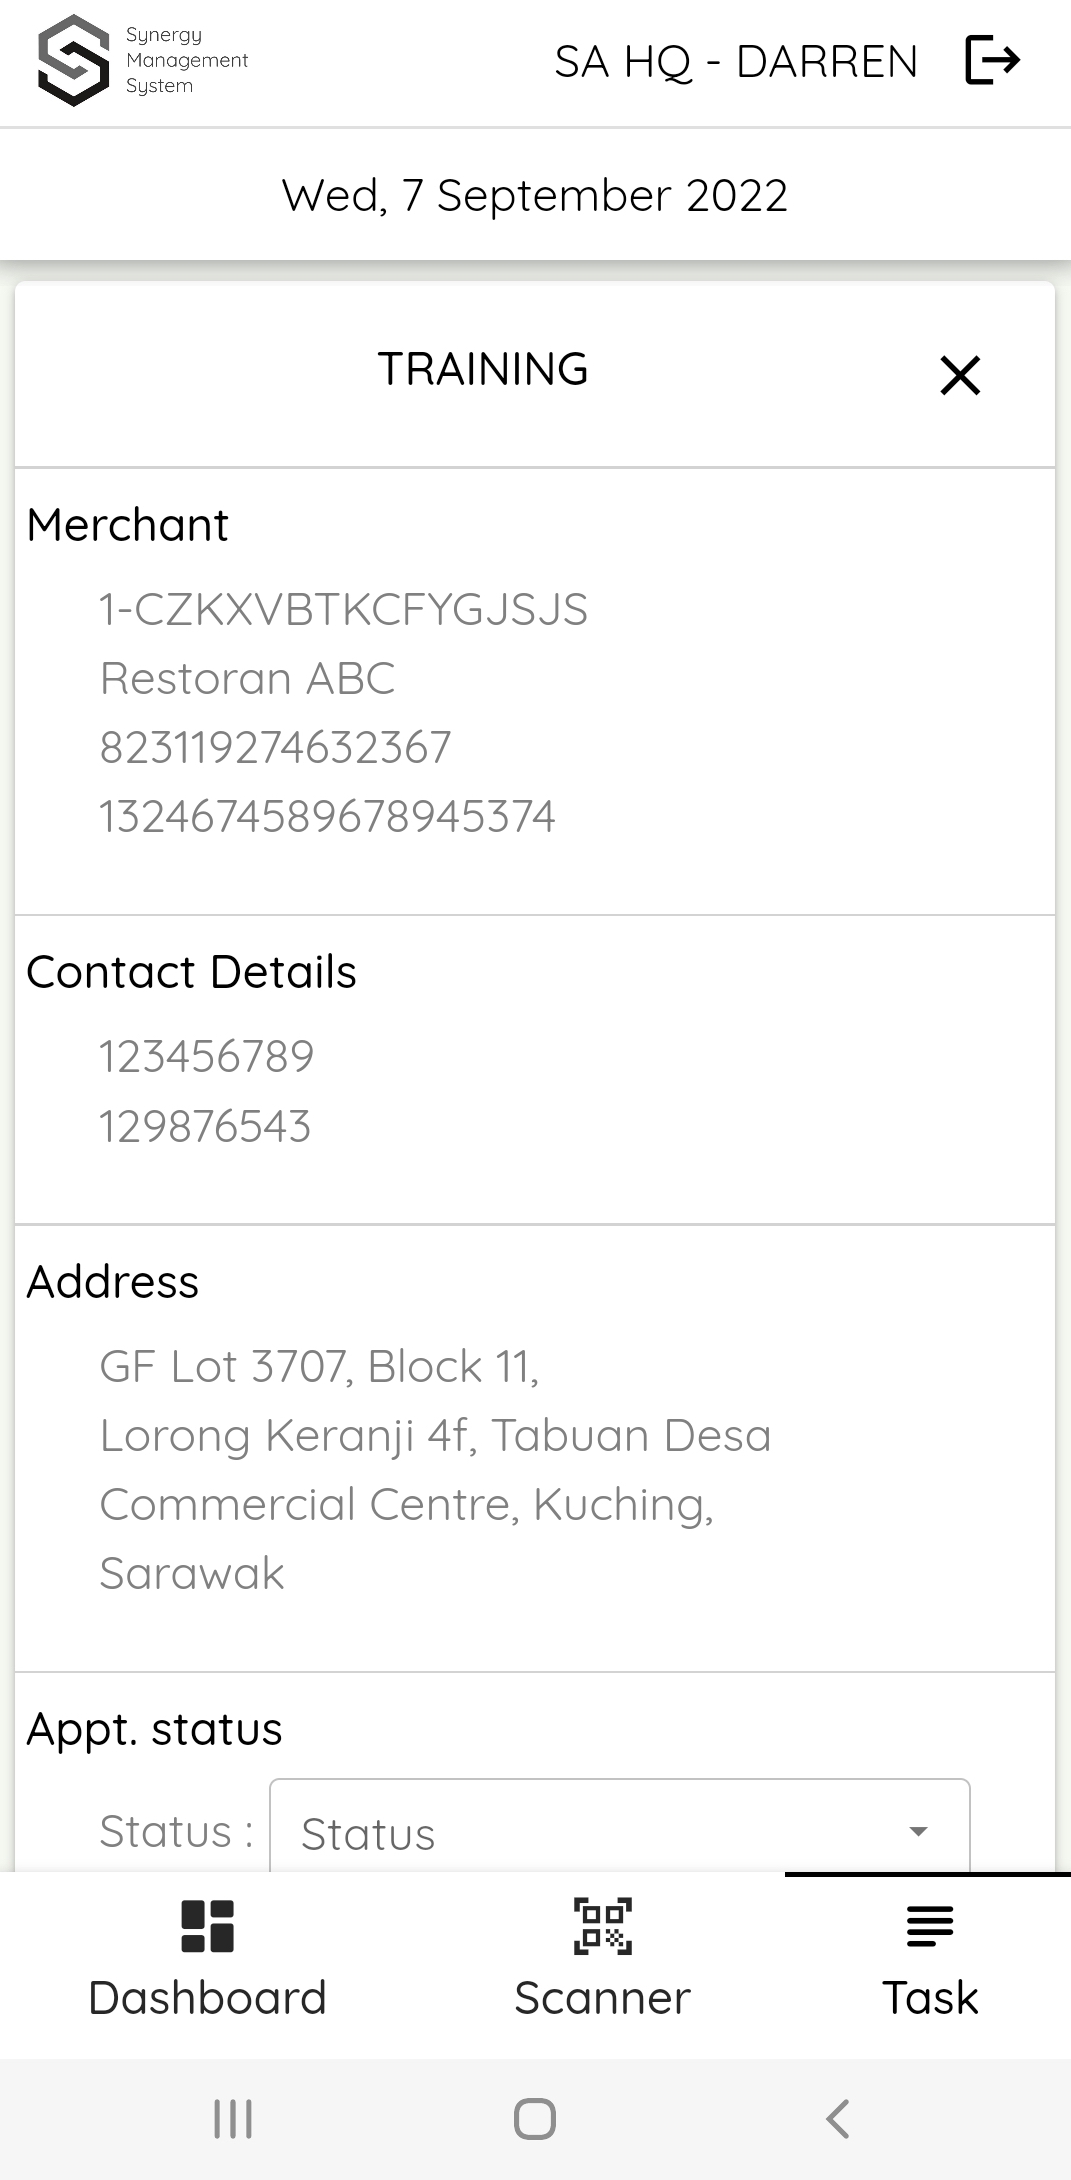 Synergy
Management
System
SA HQ - DARREN
Wed, 7 September 2022
TRAINING
Merchant
1-CZKXVBTKCFYGJSJS
Restoran ABC
823119274632367
1324674589678945374
Contact Details
123456789
129876543
Address
GF Lot 3707, Block 11,
Lorong Keranji 4f, Tabuan Desa
Commercial Centre, Kuching,
Sarawak
Appt. status
Status : Status
Dashboard Scanner Task